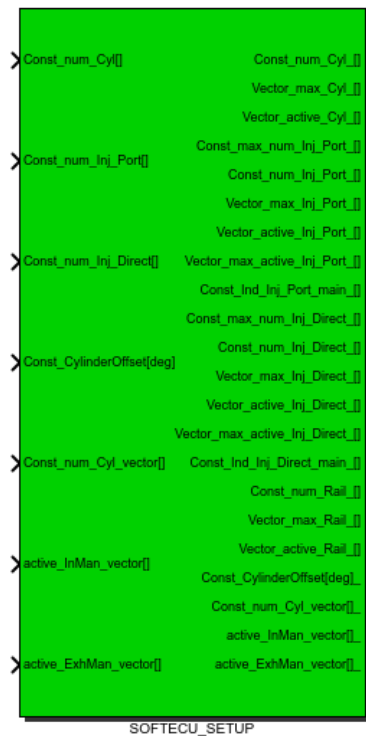 Const_num_Cyl[]
Const_num_Inj_Port[]
Const_num_Inj_Direct[]
Const_CylinderOffset[deg]
Const_num_Cyl_vector[]
active_InMan_vector[]
active_ExhMan_vector[]
Const_num_Cyl_[]
Vector_max_Cyl_[]
Vector_active_Cyl_[]
Const_max_num_Inj_Port_[]
Const_num_Inj_Port_[]
Vector_max_Inj_Port_[]
Vector_active_Inj_Port_[]
Vector_max_active_Inj_Port_[]
Const_Ind_Inj_Port_main_[]
Const_max_num_Inj_Direct_[]
Const_num_Inj_Direct_[]
Vector_max_Inj_Direct_[]
Vector_active_Inj_Direct_[]
Vector_max_active_Inj_Direct_[]
Const_Ind_Inj_Direct_main_[]
Const_num_Rail_[]
Vector_max_Rail_[]
Vector_active_Rail_[]
Const_CylinderOffset[deg]_
Const_num_Cyl_vector[]_
active_InMan_vector[]_
active_ExhMan_vector[]_
SOFTECU_SETUP